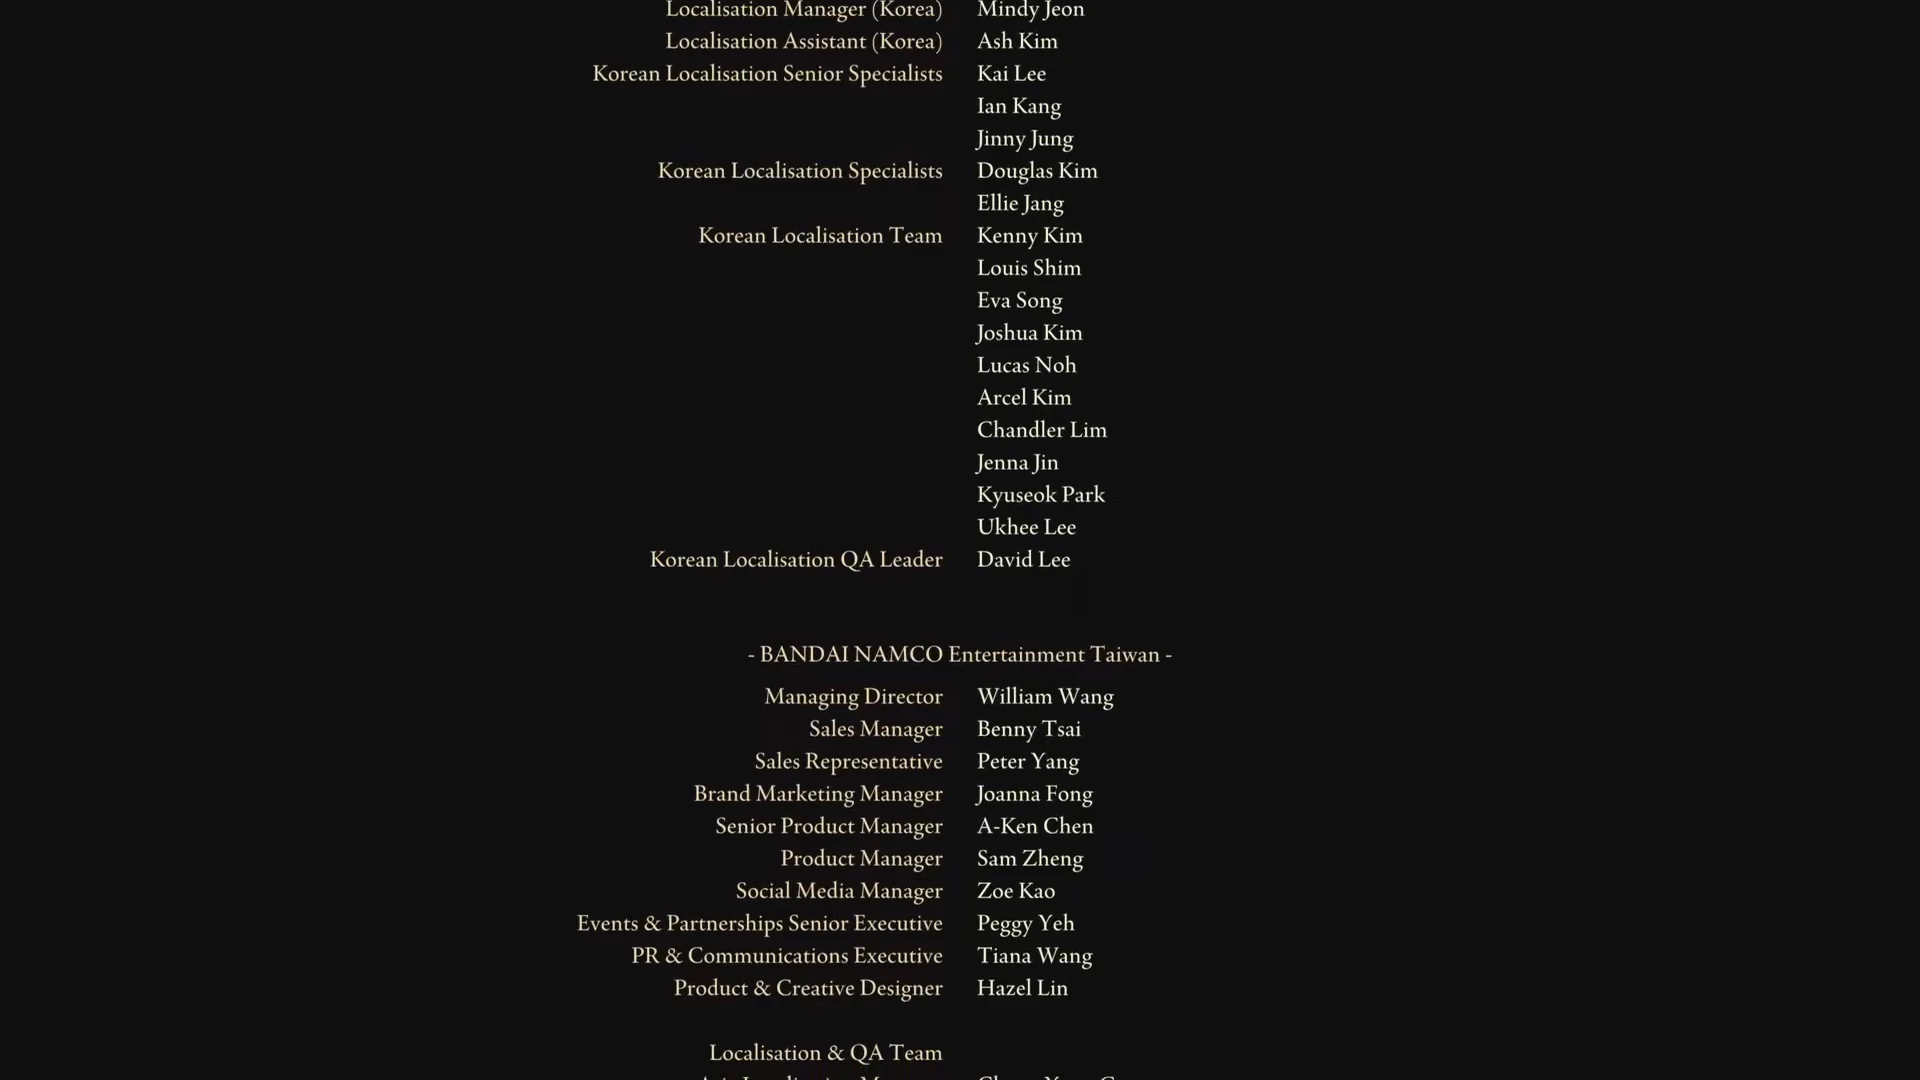 Localisation Manager (Korea) Mindy Jeon
Localisation Assistant (Korea) Ash Kim
Korean Localisation Senior Specialists Kai Lee
Ian Kang
Jinny Jung
Korean Localisation Specialists Douglas Kim
Ellie Jang
Korean Localisation Team Kenny Kim
Louis Shim
Eva Song
Joshua Kim
Lucas Noh
Arcel Kim
Chandler Lim
Jenna Jin
Kyuseok Park
Ukhee Lee
Korean Localisation QA Leader David Lee
- BANDAI NAMCO Entertainment Taiwan -
Managing Director William Wang
Sales Manager Benny Tsai
Sales Representative Peter Yang
Brand Marketing Manager Joanna Fong
Senior Product Manager A-Ken Chen
Product Manager Sam Zheng
Social Media Manager Zoe Kao
Events & Partnerships Senior Executive Peggy Yeh
PR & Communications Executive Tiana Wang
Product & Creative Designer Hazel Lin
Localisation & QA Team